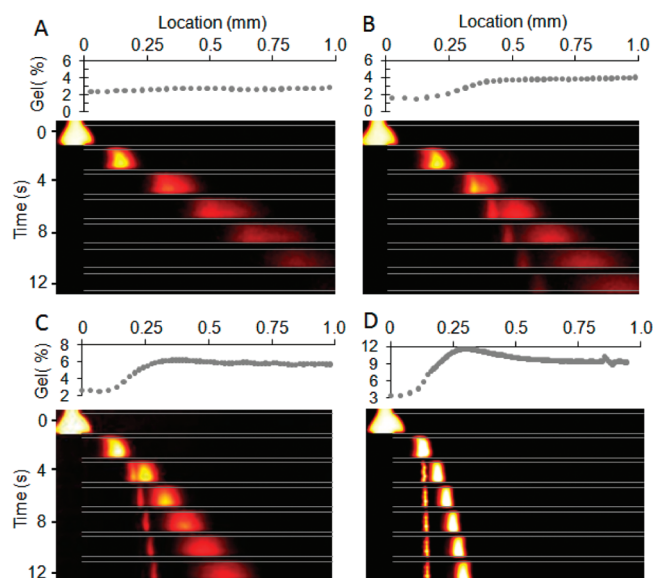 Location (mm) Location (mm)
A 0 0.25 0.5 0.75 1.0 B 0 0.25 0.5 0.75 1.0
Gel( %) 6 4 2 0 Gel( %) 6 4 2 0
Time (s) 0 4 8 12
C 0 0.25 0.5 0.75 1.0 D 0 0.25 0.50 0.75 1.0
Gel( %) 8 6 4 2 12 9 6 3
Time (s) 0 4 8 12